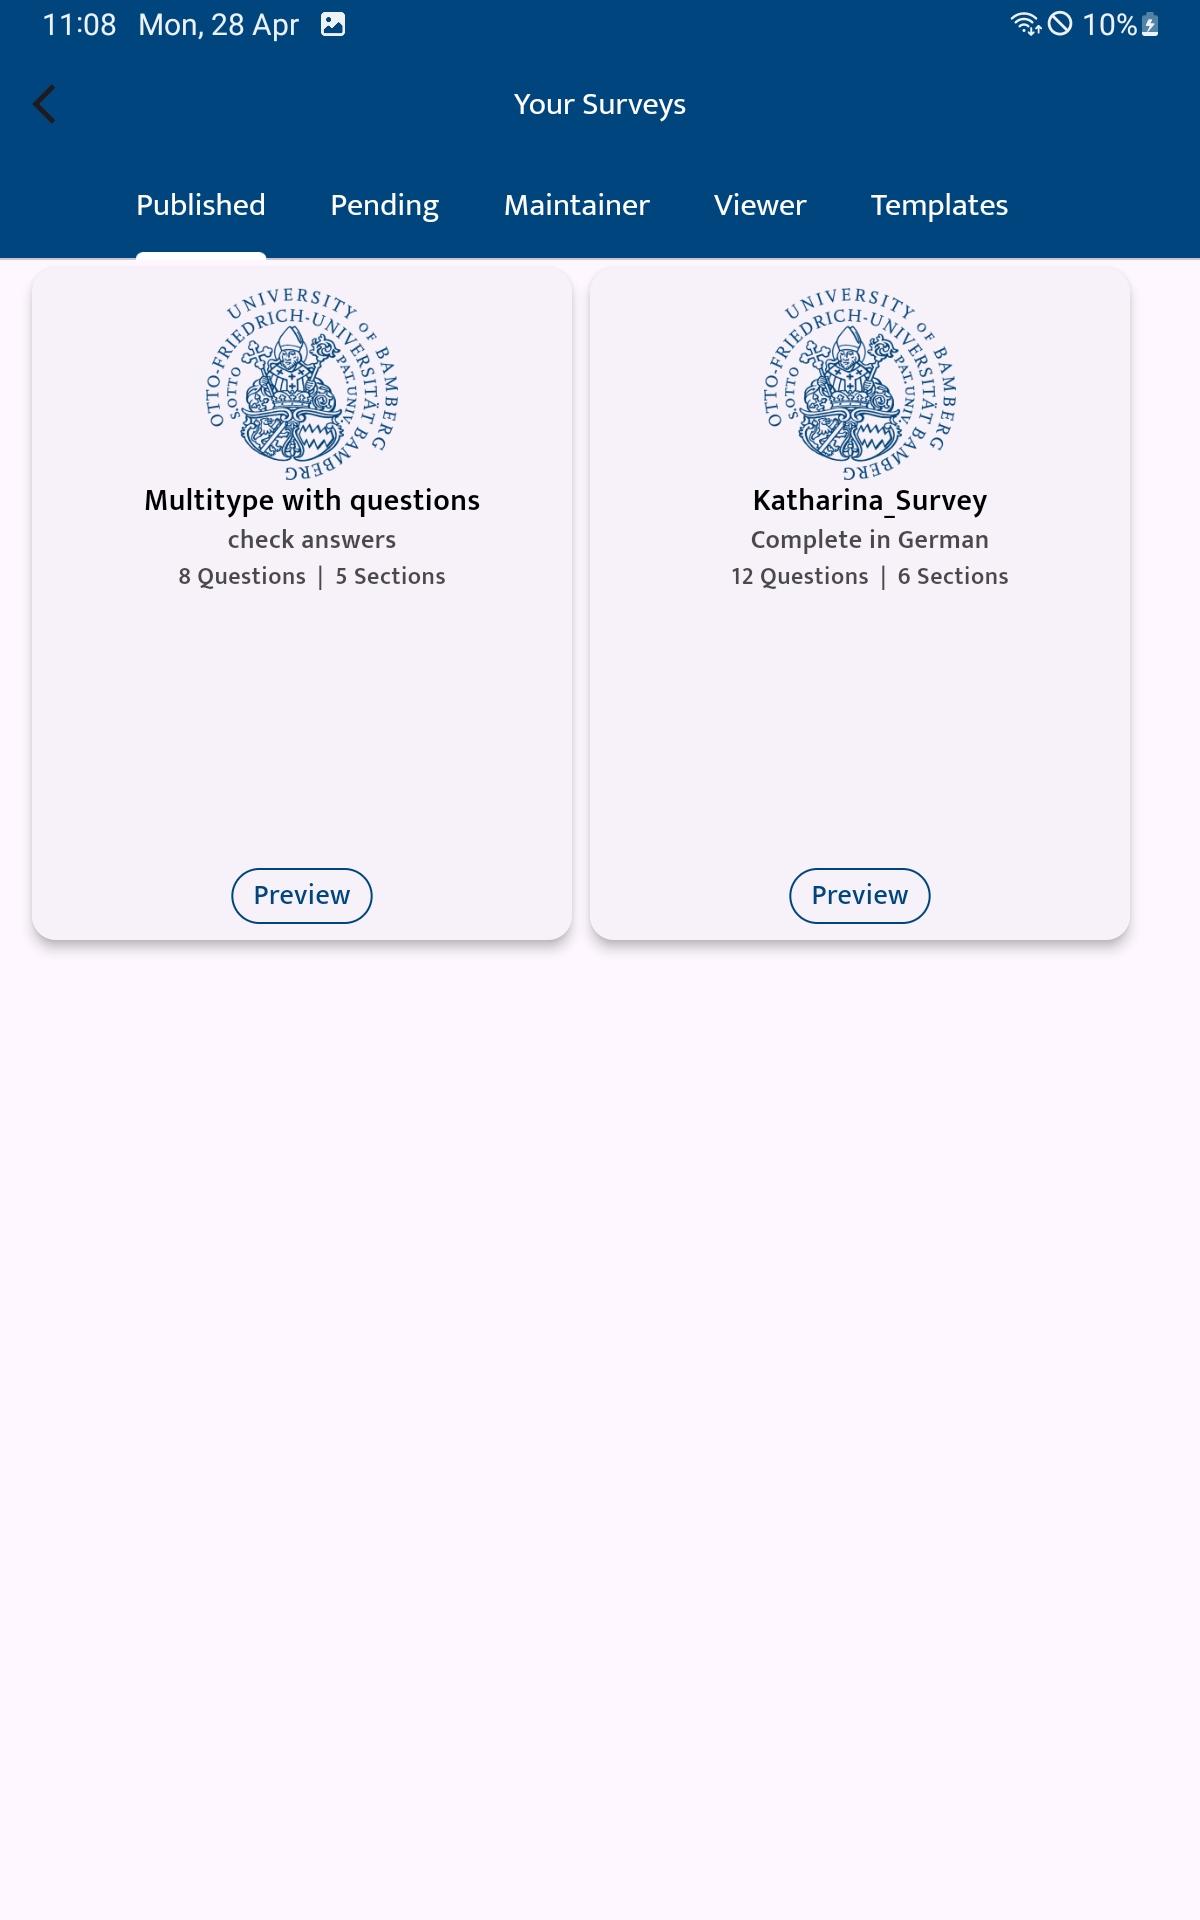 11:08 Mon, 28 Apr 10%
Your Surveys
Published Pending Maintainer Viewer Templates
UNIVERSITY OF BAMBERG
OTTO-FRIEDRICH-UNIVERSITÄT BAMBERG
S. OTTO PAT. UNIV.
Multitype with questions
check answers
8 Questions | 5 Sections
Preview
UNIVERSITY OF BAMBERG
OTTO-FRIEDRICH-UNIVERSITÄT BAMBERG
S. OTTO PAT. UNIV.
Katharina_Survey
Complete in German
12 Questions | 6 Sections
Preview